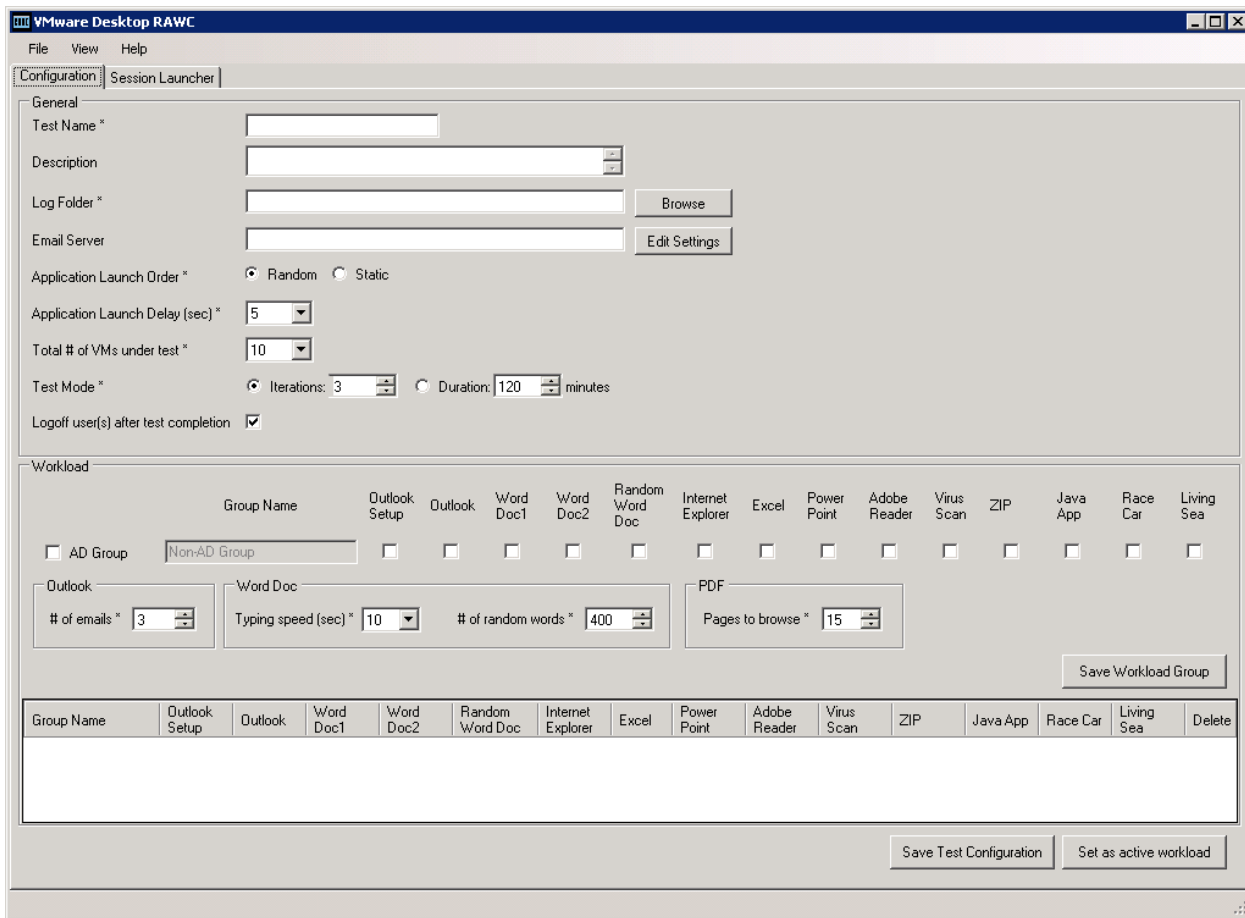 VMware Desktop RAWC
File View Help
Configuration Session Launcher
General
Test Name *
Description
Log Folder * Browse
Email Server Edit Settings
Application Launch Order * Random Static
Application Launch Delay (sec) * 5
Total # of VMs under test * 10
Test Mode * Iterations: 3 Duration: 120 minutes
Logoff user(s) after test completion
Workload
Group Name Outlook Setup Outlook Word Doc1 Word Doc2 Random Word Doc Internet Explorer Excel Power Point Adobe Reader Virus Scan ZIP Java App Race Car Living Sea
AD Group Non-AD Group
Outlook Word Doc PDF
# of emails * 3 Typing speed (sec) * 10 # of random words * 400 Pages to browse * 15
Save Workload Group
Group Name Outlook Setup Outlook Word Doc1 Word Doc2 Random Word Doc Internet Explorer Excel Power Point Adobe Reader Virus Scan ZIP Java App Race Car Living Sea Delete
Save Test Configuration Set as active workload